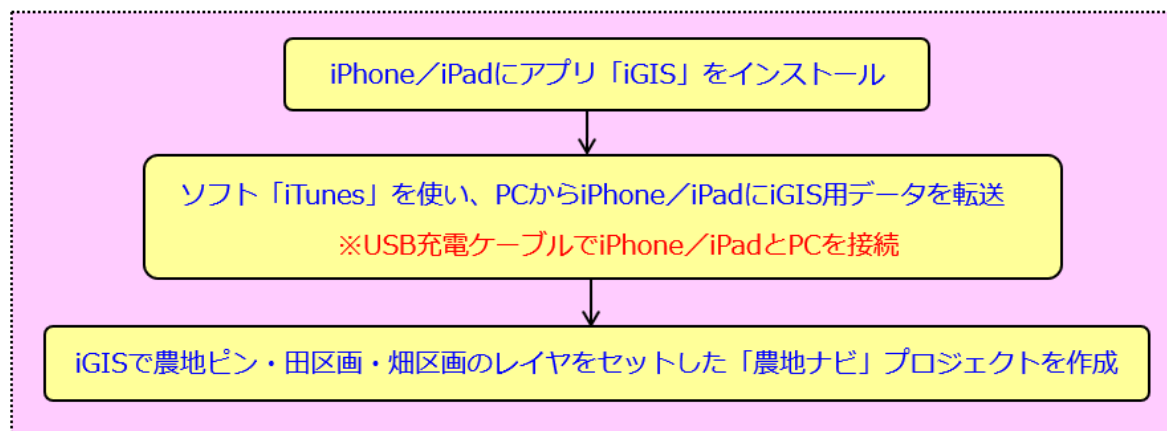 iPhone／iPadにアプリ「iGIS」をインストール
ソフト「iTunes」を使い、PCからiPhone／iPadにiGIS用データを転送
※USB充電ケーブルでiPhone／iPadとPCを接続
iGISで農地ピン・田区画・畑区画のレイヤをセットした「農地ナビ」プロジェクトを作成